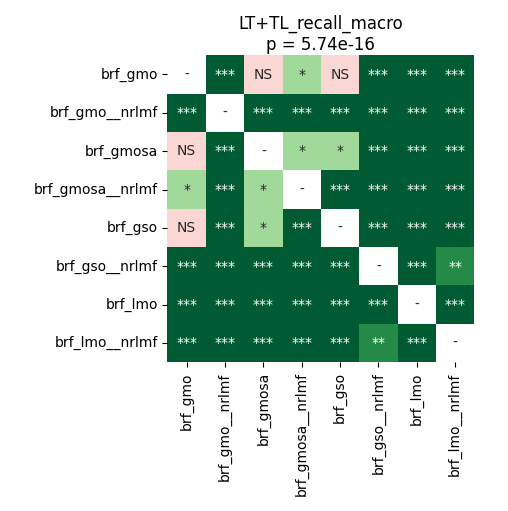 LT+TL_recall_macro
p = 5.74e-16
brf_gmo - *** NS * NS *** *** ***
brf_gmo__nrlmf *** - *** *** *** *** *** ***
brf_gmosa NS *** - * * *** *** ***
brf_gmosa__nrlmf * *** * - *** *** *** ***
brf_gso NS *** * *** - *** *** ***
brf_gso__nrlmf *** *** *** *** *** - *** **
brf_lmo *** *** *** *** *** *** - ***
brf_lmo__nrlmf *** *** *** *** *** ** *** -
brf_gmo
brf_gmo__nrlmf
brf_gmosa
brf_gmosa__nrlmf
brf_gso
brf_gso__nrlmf
brf_lmo
brf_lmo__nrlmf